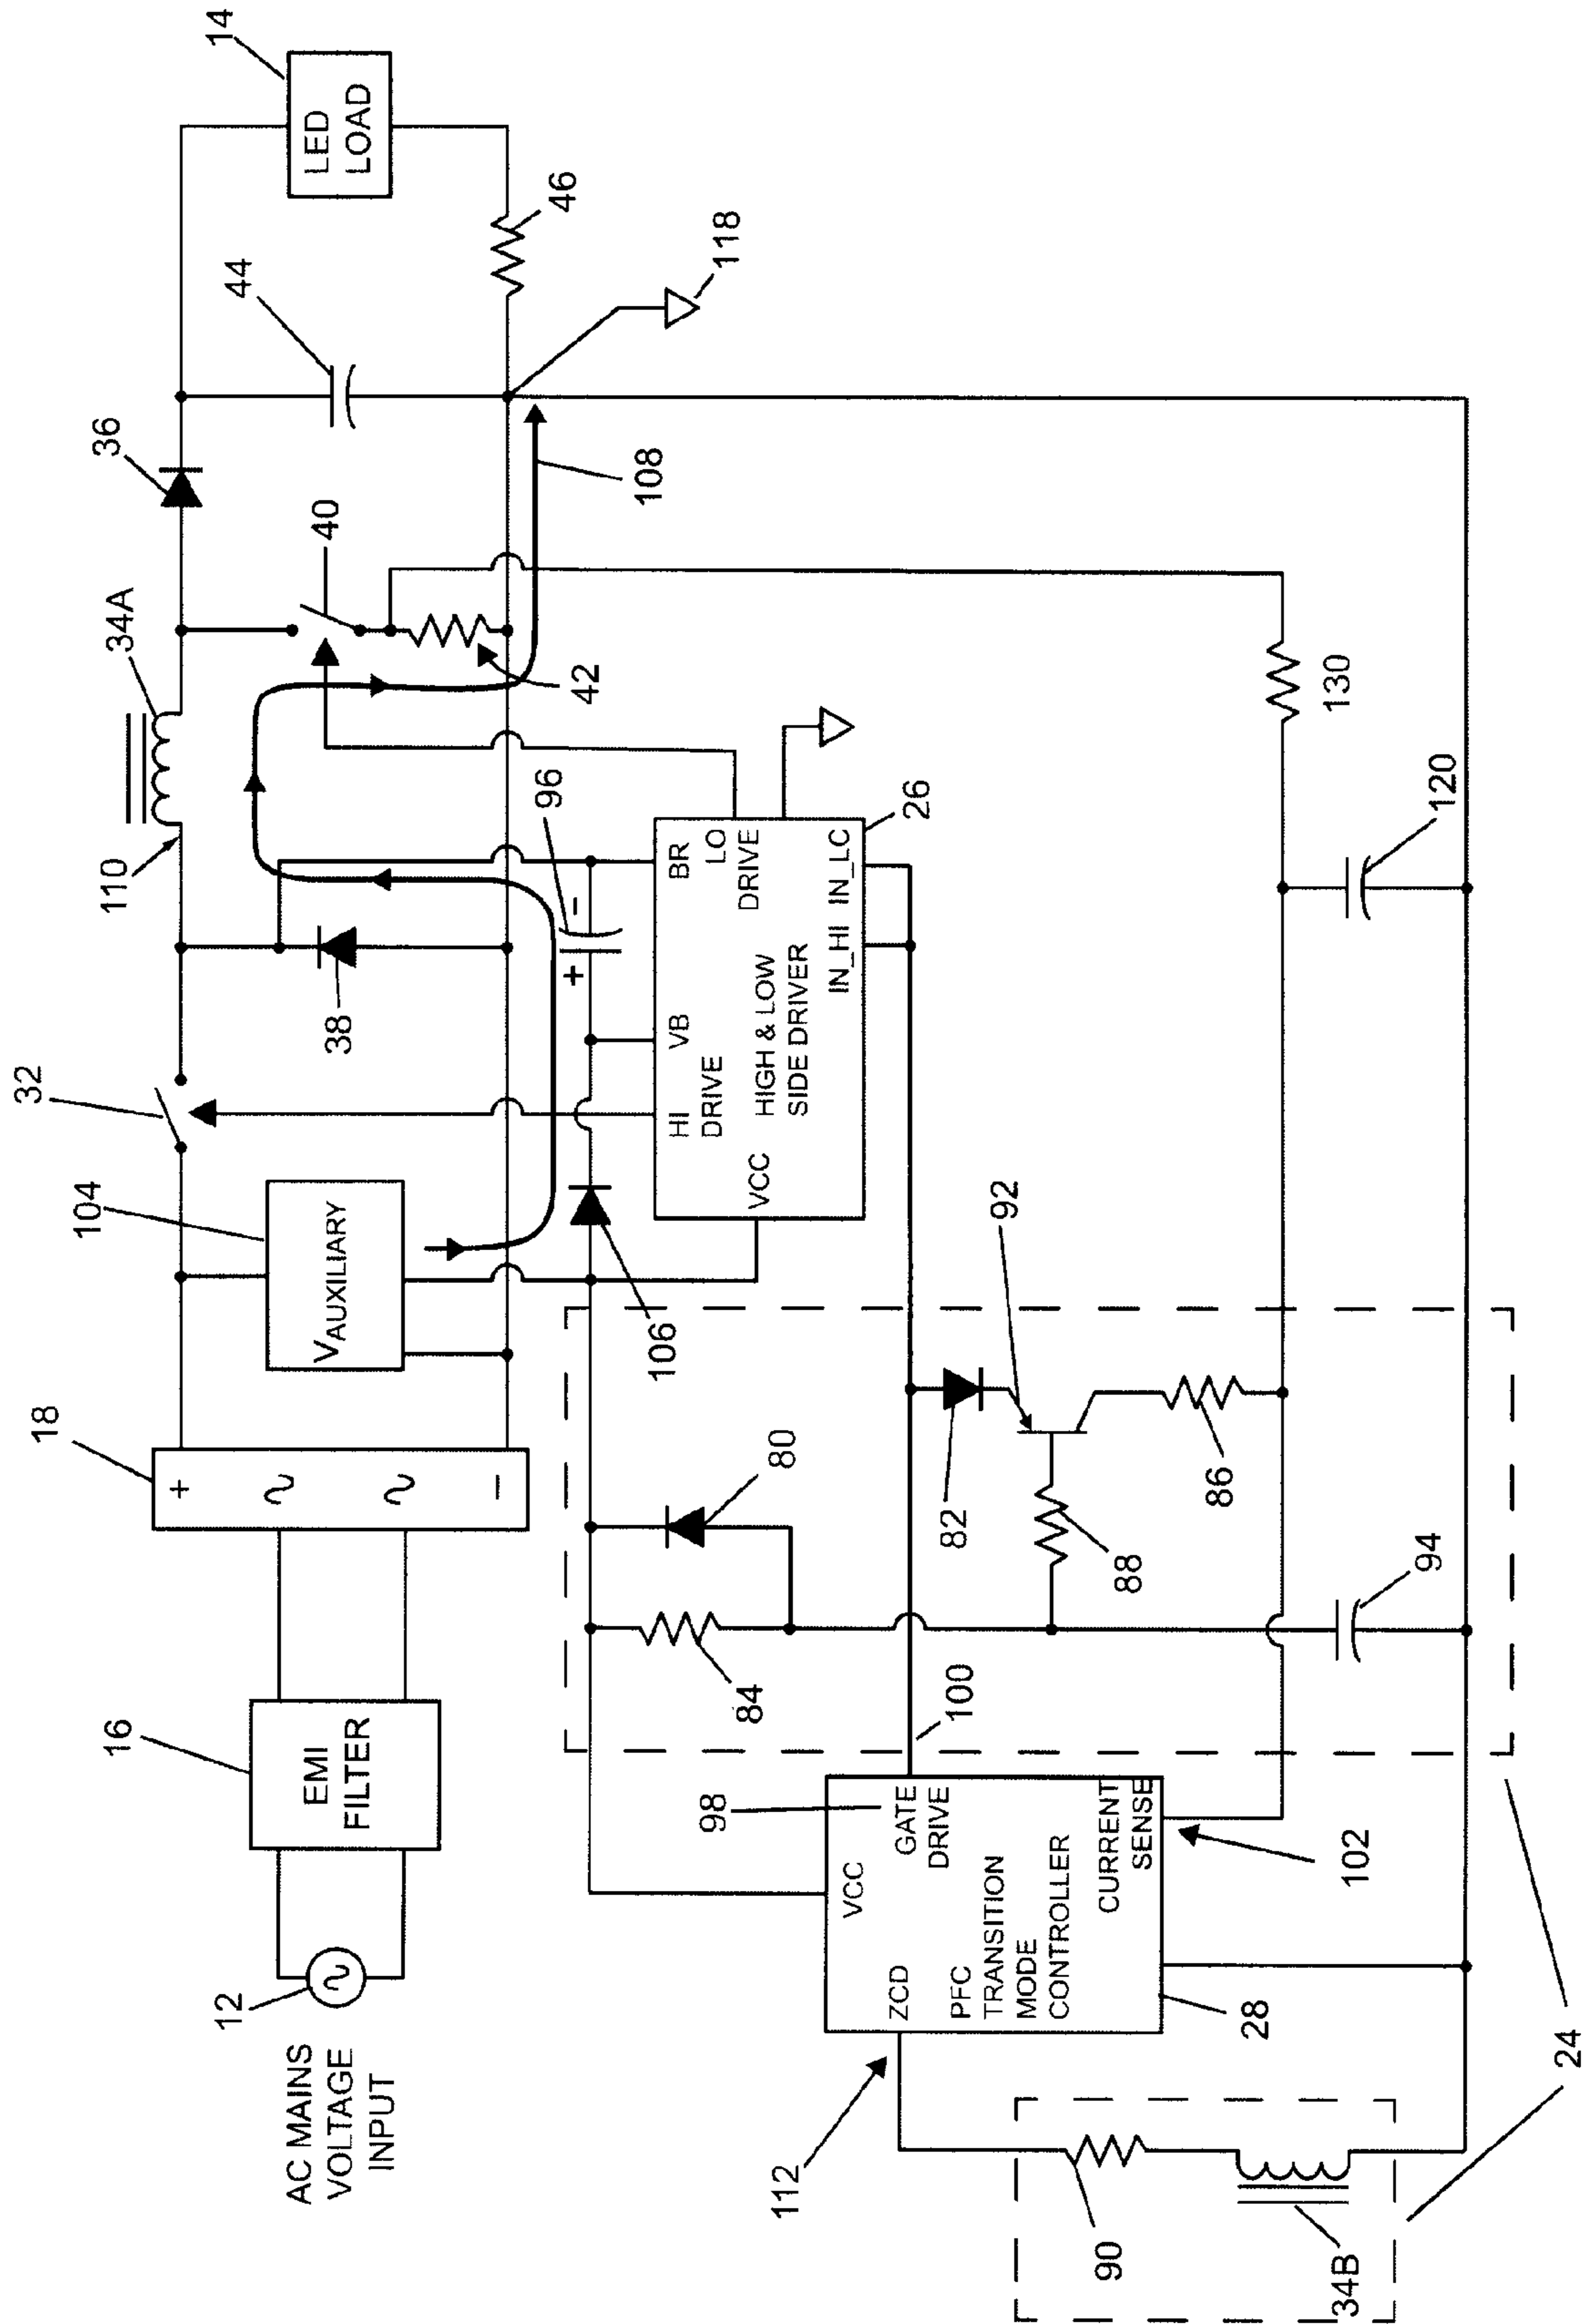 AC MAINS
VOLTAGE
INPUT
12
16
EMI
FILTER
18
+
−
104
VAUXILIARY
32
38
110
34A
36
40
42
44
14
LED
LOAD
46
118
108
106
96
+
-
HI
DRIVE
VB
BR
LO
DRIVE
VCC
HIGH & LOW
SIDE DRIVER
IN_HI
IN_LC
26
80
84
92
82
88
86
94
130
120
98
100
VCC
GATE
DRIVE
ZCD
PFC
TRANSITION
MODE
CONTROLLER
CURRENT
SENSE
102
28
112
90
34B
24